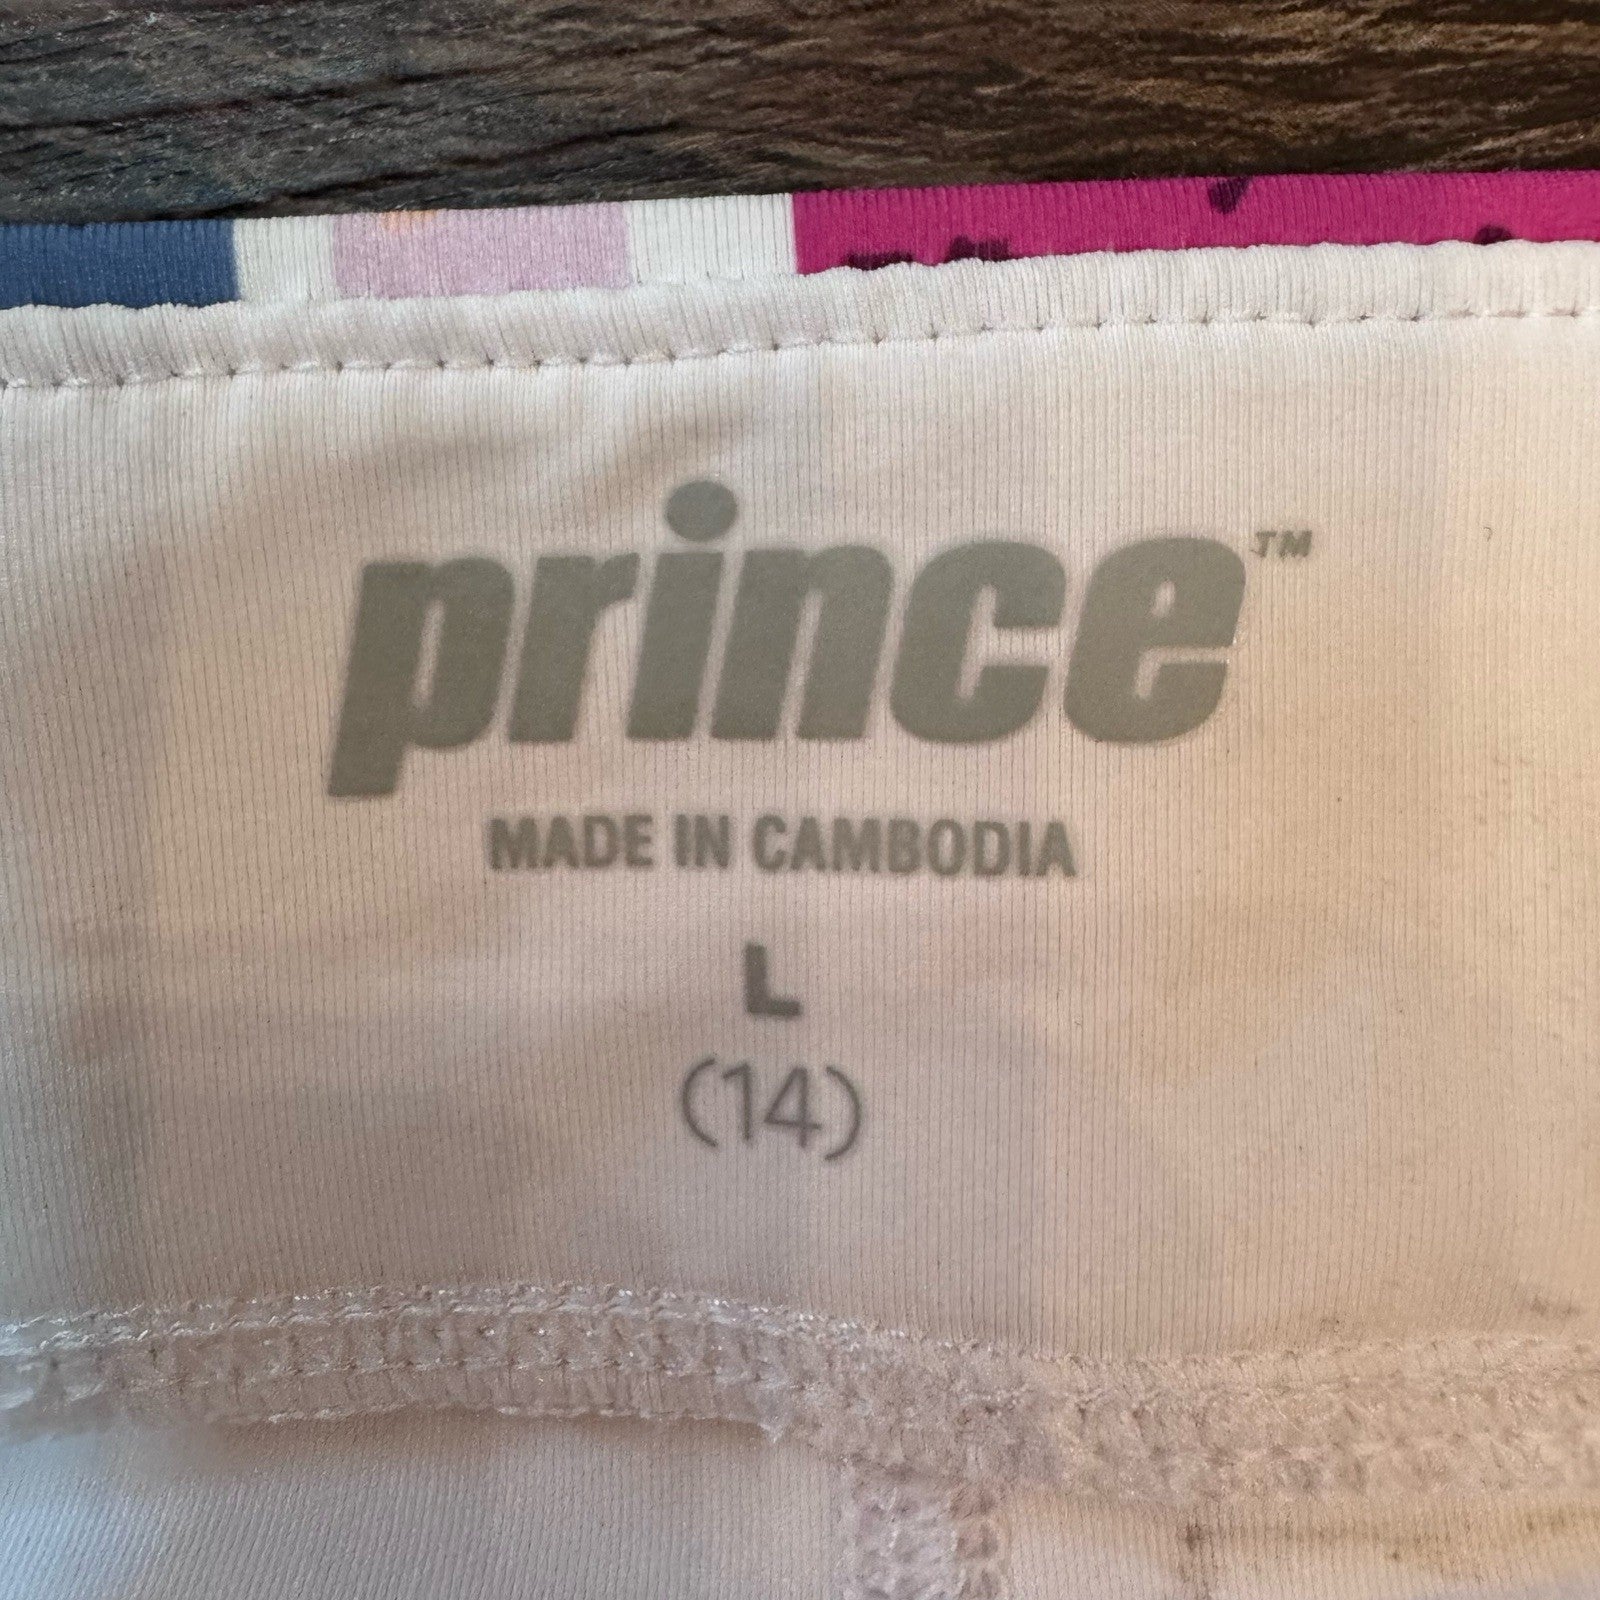 prince™
MADE IN CAMBODIA
L
(14)